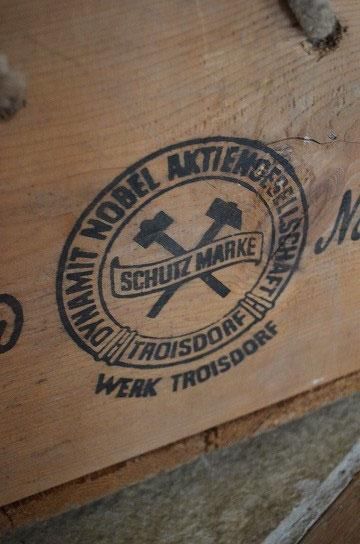 DYNAMIT NOBEL AKTIENGESELLSCHAFT
SCHUTZ MARKE
TROISDORF
WERK TROISDORF